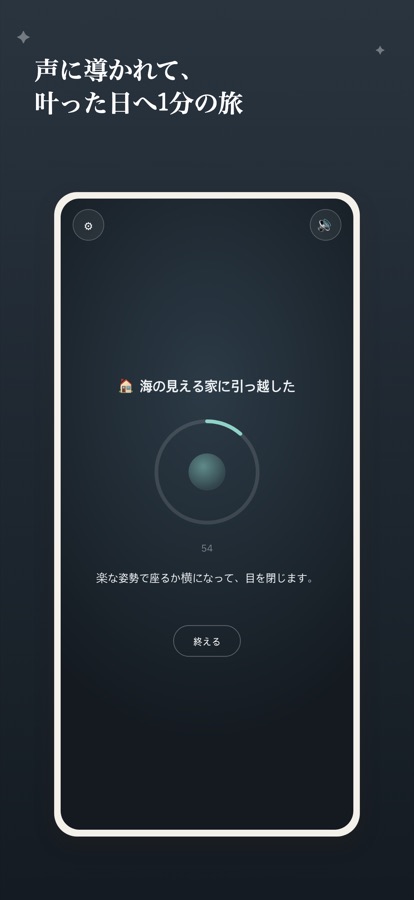 声に導かれて、
叶った日へ1分の旅
海の見える家に引っ越した
54
楽な姿勢で座るか横になって、目を閉じます。
終える